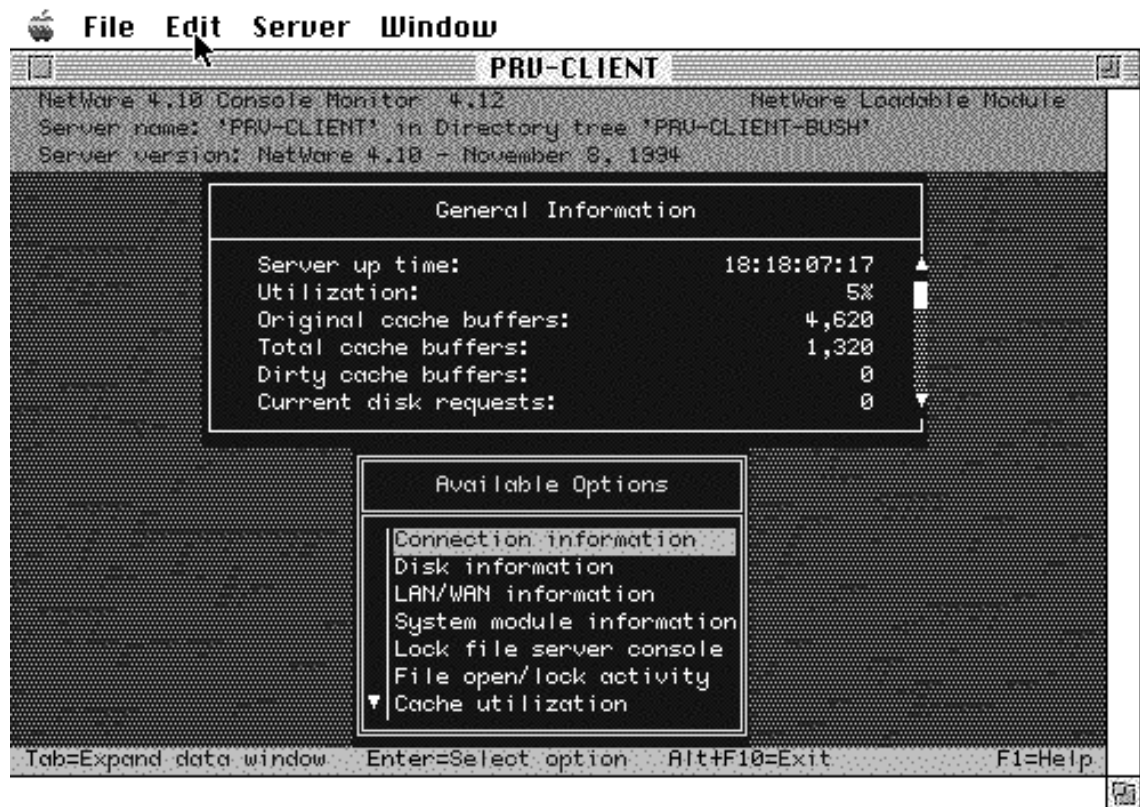 File Edit Server Window
PRV-CLIENT
NetWare 4.10 Console Monitor 4.12 NetWare Loadable Module
Server name: 'PRV-CLIENT' in Directory tree 'PRV-CLIENT-BUSH'
Server version: NetWare 4.10 - November 8, 1994
General Information
Server up time: 18:18:07:17
Utilization: 5%
Original cache buffers: 4,620
Total cache buffers: 1,320
Dirty cache buffers: 0
Current disk requests: 0
Available Options
Connection information
Disk information
LAN/WAN information
System module information
Lock file server console
File open/lock activity
Cache utilization
Tab=Expand data window Enter=Select option Alt+F10=Exit F1=Help